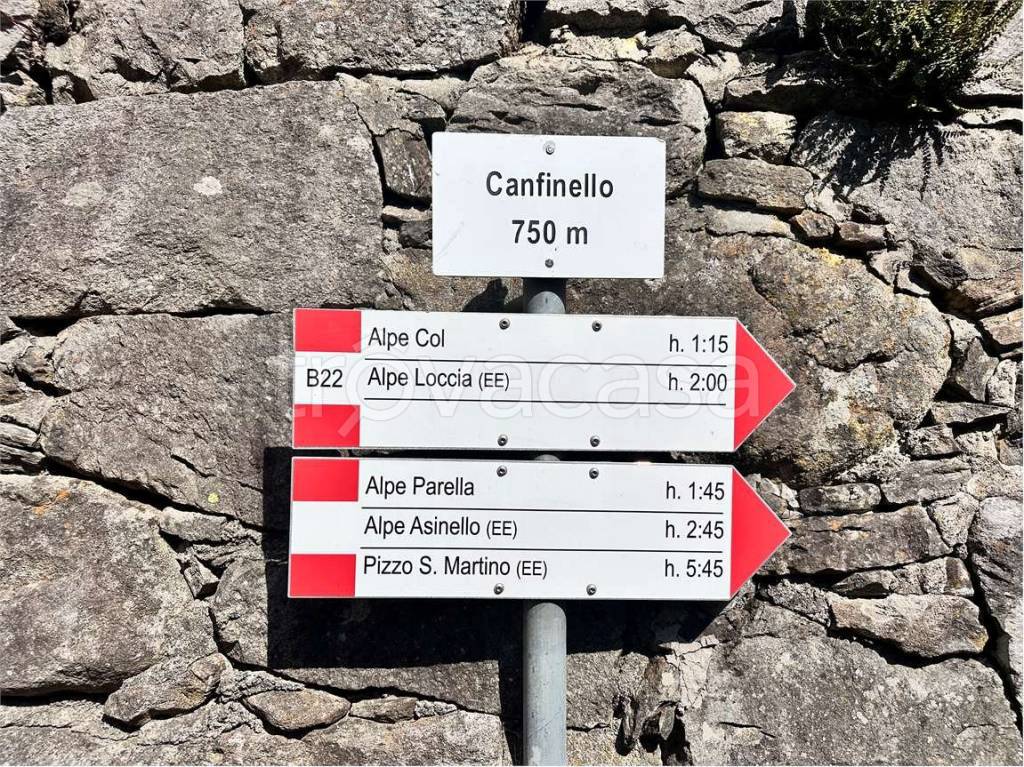 Canfinello
750 m
Alpe Col h. 1:15
B22 Alpe Loccia (EE) h. 2:00
trovacasa
Alpe Parella h. 1:45
Alpe Asinello (EE) h. 2:45
Pizzo S. Martino (EE) h. 5:45